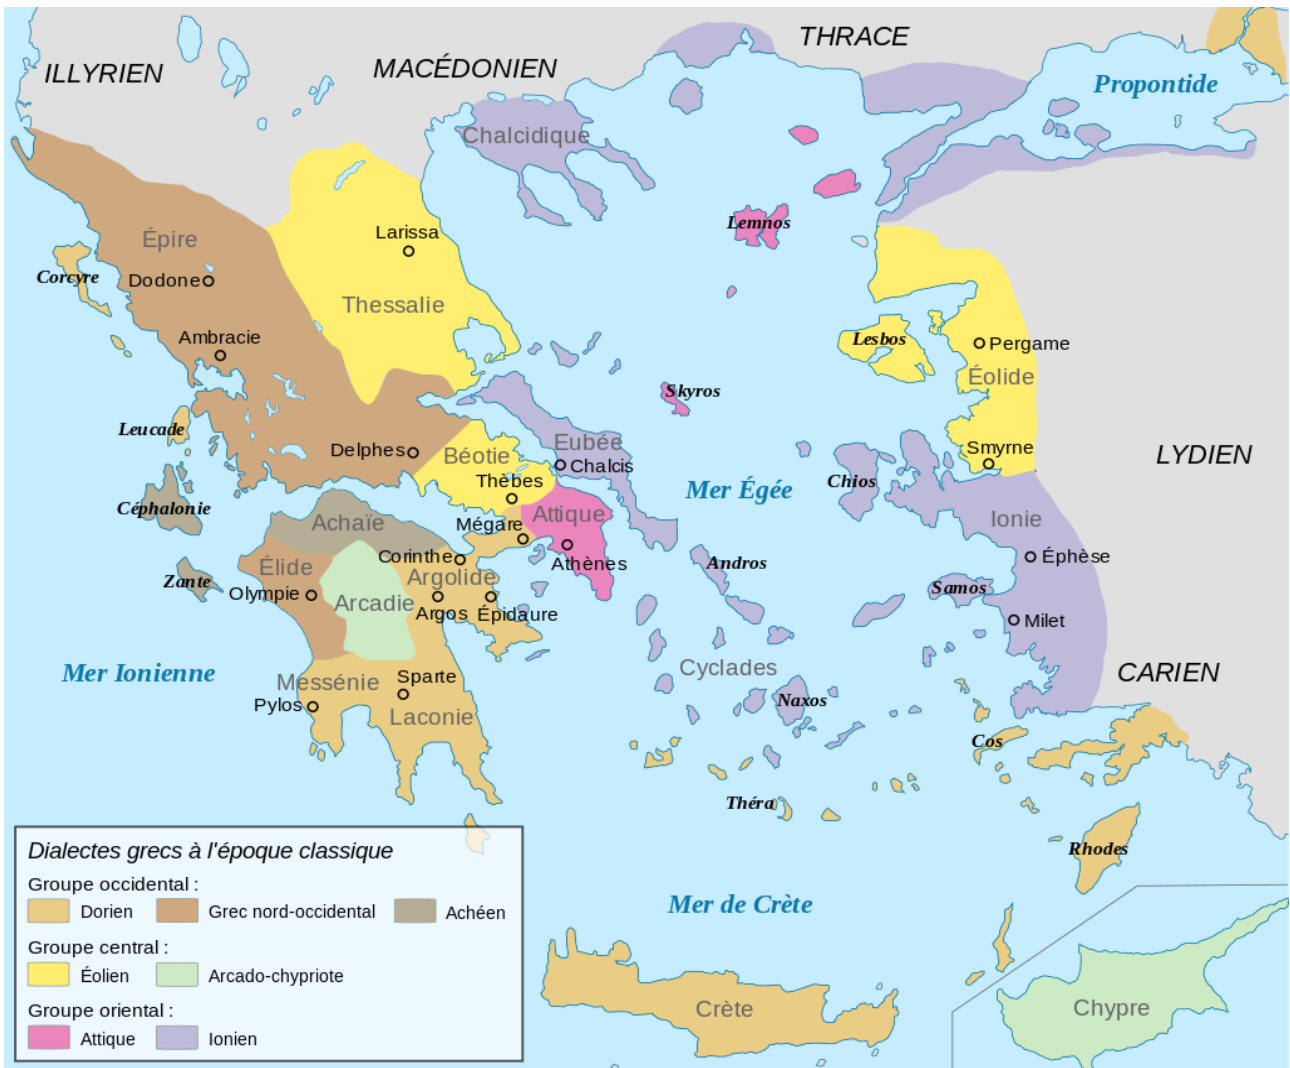 THRACE
ILLYRIEN
MACÉDONIEN
Propontide
Chalcidique
Lemnos
Épire
Larissa
Corcyre
Dodone
Thessalie
Ambracie
Lesbos
Pergame
Éolide
Skyros
Leucade
Delphes
Béotie
Eubée
Chalcis
Smyrne
LYDIEN
Thèbes
Mer Égée
Chios
Céphalonie
Achaïe
Mégare
Attique
Ionie
Corinthe
Athènes
Andros
Éphèse
Zante
Élide
Olympie
Argolide
Arcadie
Argos
Épidaure
Samos
Milet
Mer Ionienne
Cyclades
CARIEN
Messénie
Sparte
Pylos
Laconie
Naxos
Cos
Théra
Rhodes
Dialectes grecs à l'époque classique
Groupe occidental :
Dorien Grec nord-occidental Achéen
Groupe central :
Éolien Arcado-chypriote
Groupe oriental :
Attique Ionien
Mer de Crète
Crète
Chypre